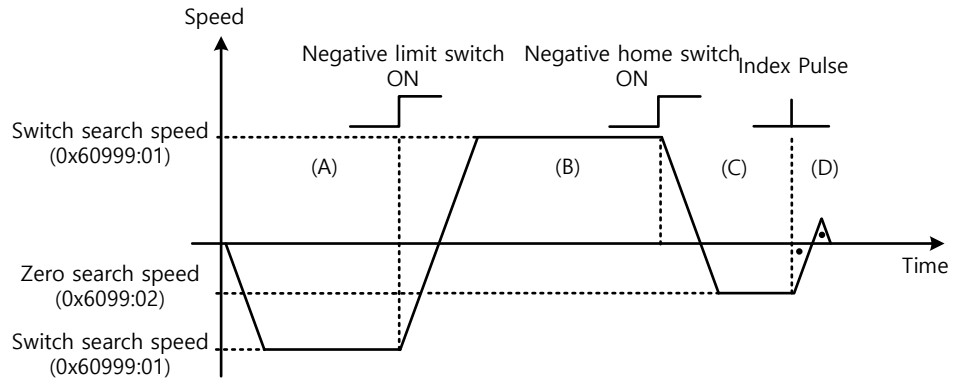 Speed
Negative limit switch
ON
Negative home switch
ON
Index Pulse
Switch search speed
(0x60999:01)
(A)
(B)
(C)
(D)
Time
Zero search speed
(0x6099:02)
Switch search speed
(0x60999:01)